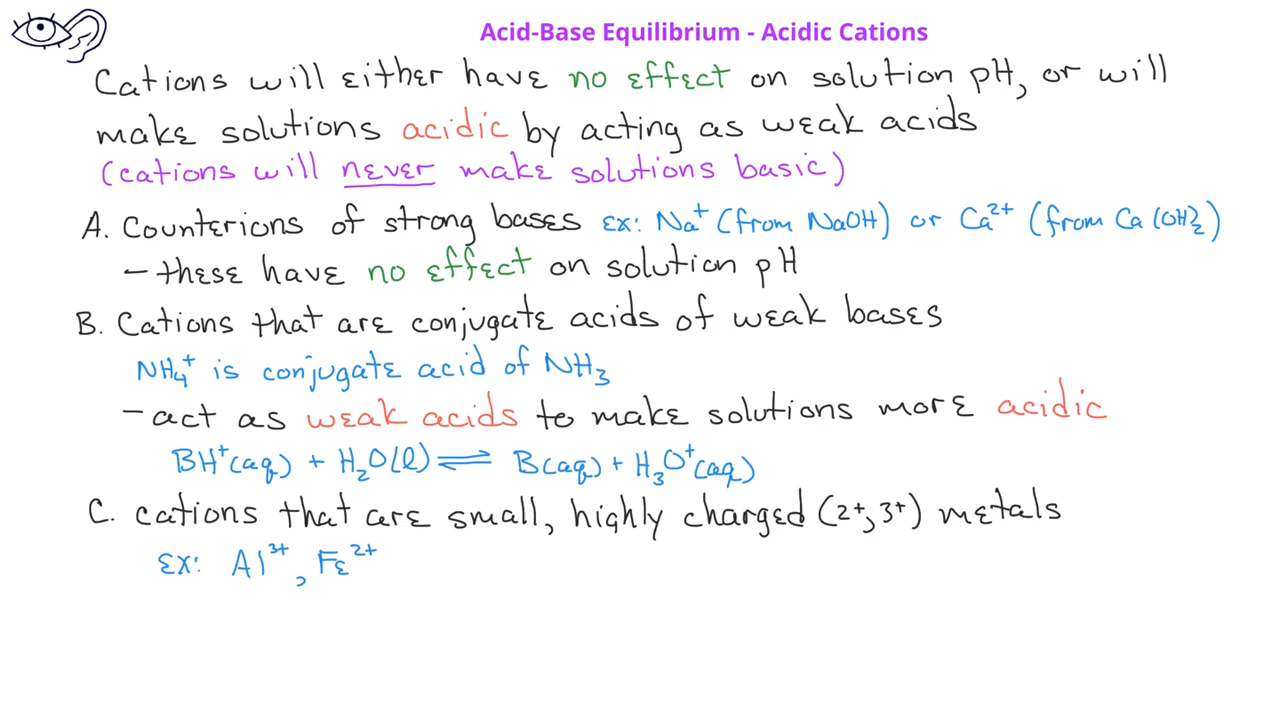 Acid-Base Equilibrium - Acidic Cations
Cations will either have no effect on solution pH, or will
make solutions acidic by acting as weak acids
(cations will never make solutions basic)
A. Counterions of strong bases ex: Na⁺ (from NaOH) or Ca²⁺ (from Ca(OH)₂)
- these have no effect on solution pH
B. Cations that are conjugate acids of weak bases
NH₄⁺ is conjugate acid of NH₃
- act as weak acids to make solutions more acidic
BH⁺(aq) + H₂O(l) ⇌ B(aq) + H₃O⁺(aq)
C. cations that are small, highly charged (2+, 3+) metals
ex: Al³⁺, Fe²⁺